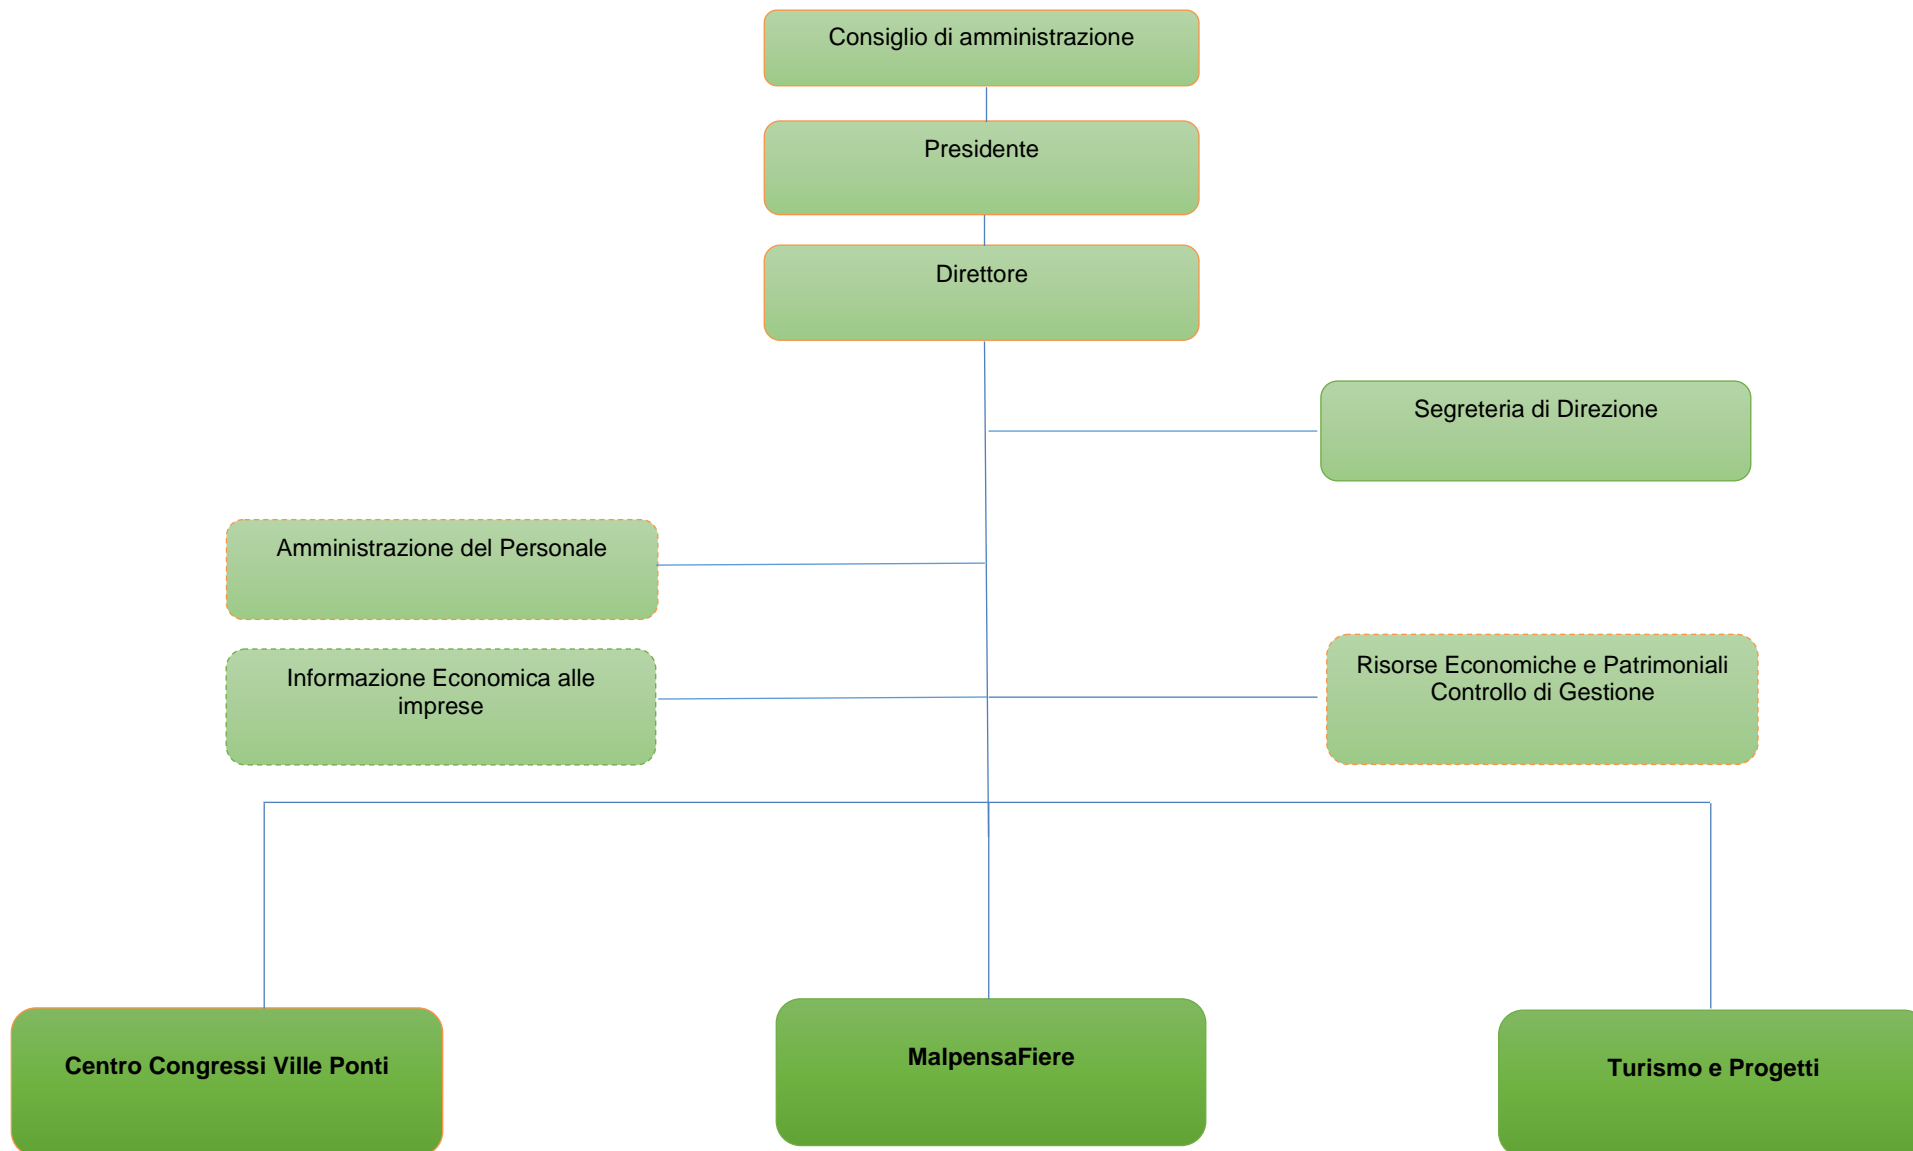 Consiglio di amministrazione
Presidente
Direttore
Segreteria di Direzione
Amministrazione del Personale
Informazione Economica alle
imprese
Risorse Economiche e Patrimoniali
Controllo di Gestione
Centro Congressi Ville Ponti
MalpensaFiere
Turismo e Progetti